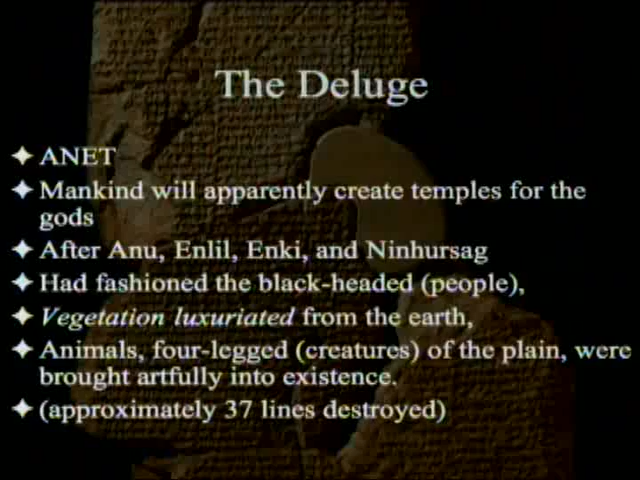 The Deluge
ANET
Mankind will apparently create temples for the
gods
After Anu, Enlil, Enki, and Ninhursag
Had fashioned the black-headed (people),
Vegetation luxuriated from the earth,
Animals, four-legged (creatures) of the plain, were
brought artfully into existence.
(approximately 37 lines destroyed)